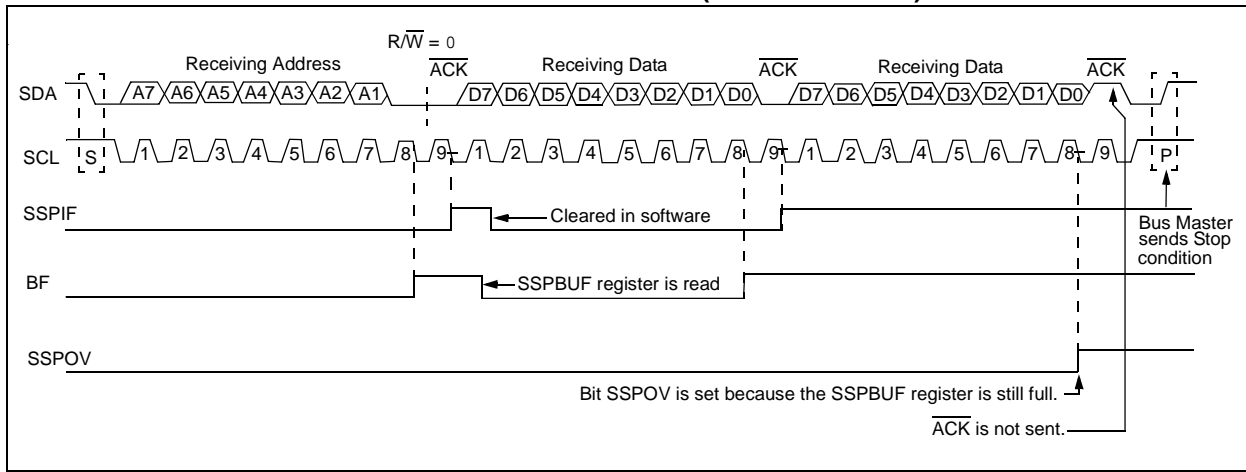 R/W̅ = 0
Receiving Address A̅C̅K̅ Receiving Data A̅C̅K̅ Receiving Data A̅C̅K̅
SDA A7 A6 A5 A4 A3 A2 A1 D7 D6 D5 D4 D3 D2 D1 D0 D7 D6 D5 D4 D3 D2 D1 D0
SCL S 1 2 3 4 5 6 7 8 9 1 2 3 4 5 6 7 8 9 1 2 3 4 5 6 7 8 9 P
SSPIF
Cleared in software
Bus Master
sends Stop
condition
BF
SSPBUF register is read
SSPOV
Bit SSPOV is set because the SSPBUF register is still full.
A̅C̅K̅ is not sent.